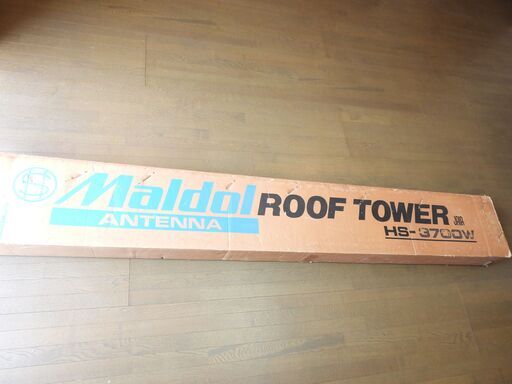 Maldol
ANTENNA
ROOF TOWER
HS-3700W